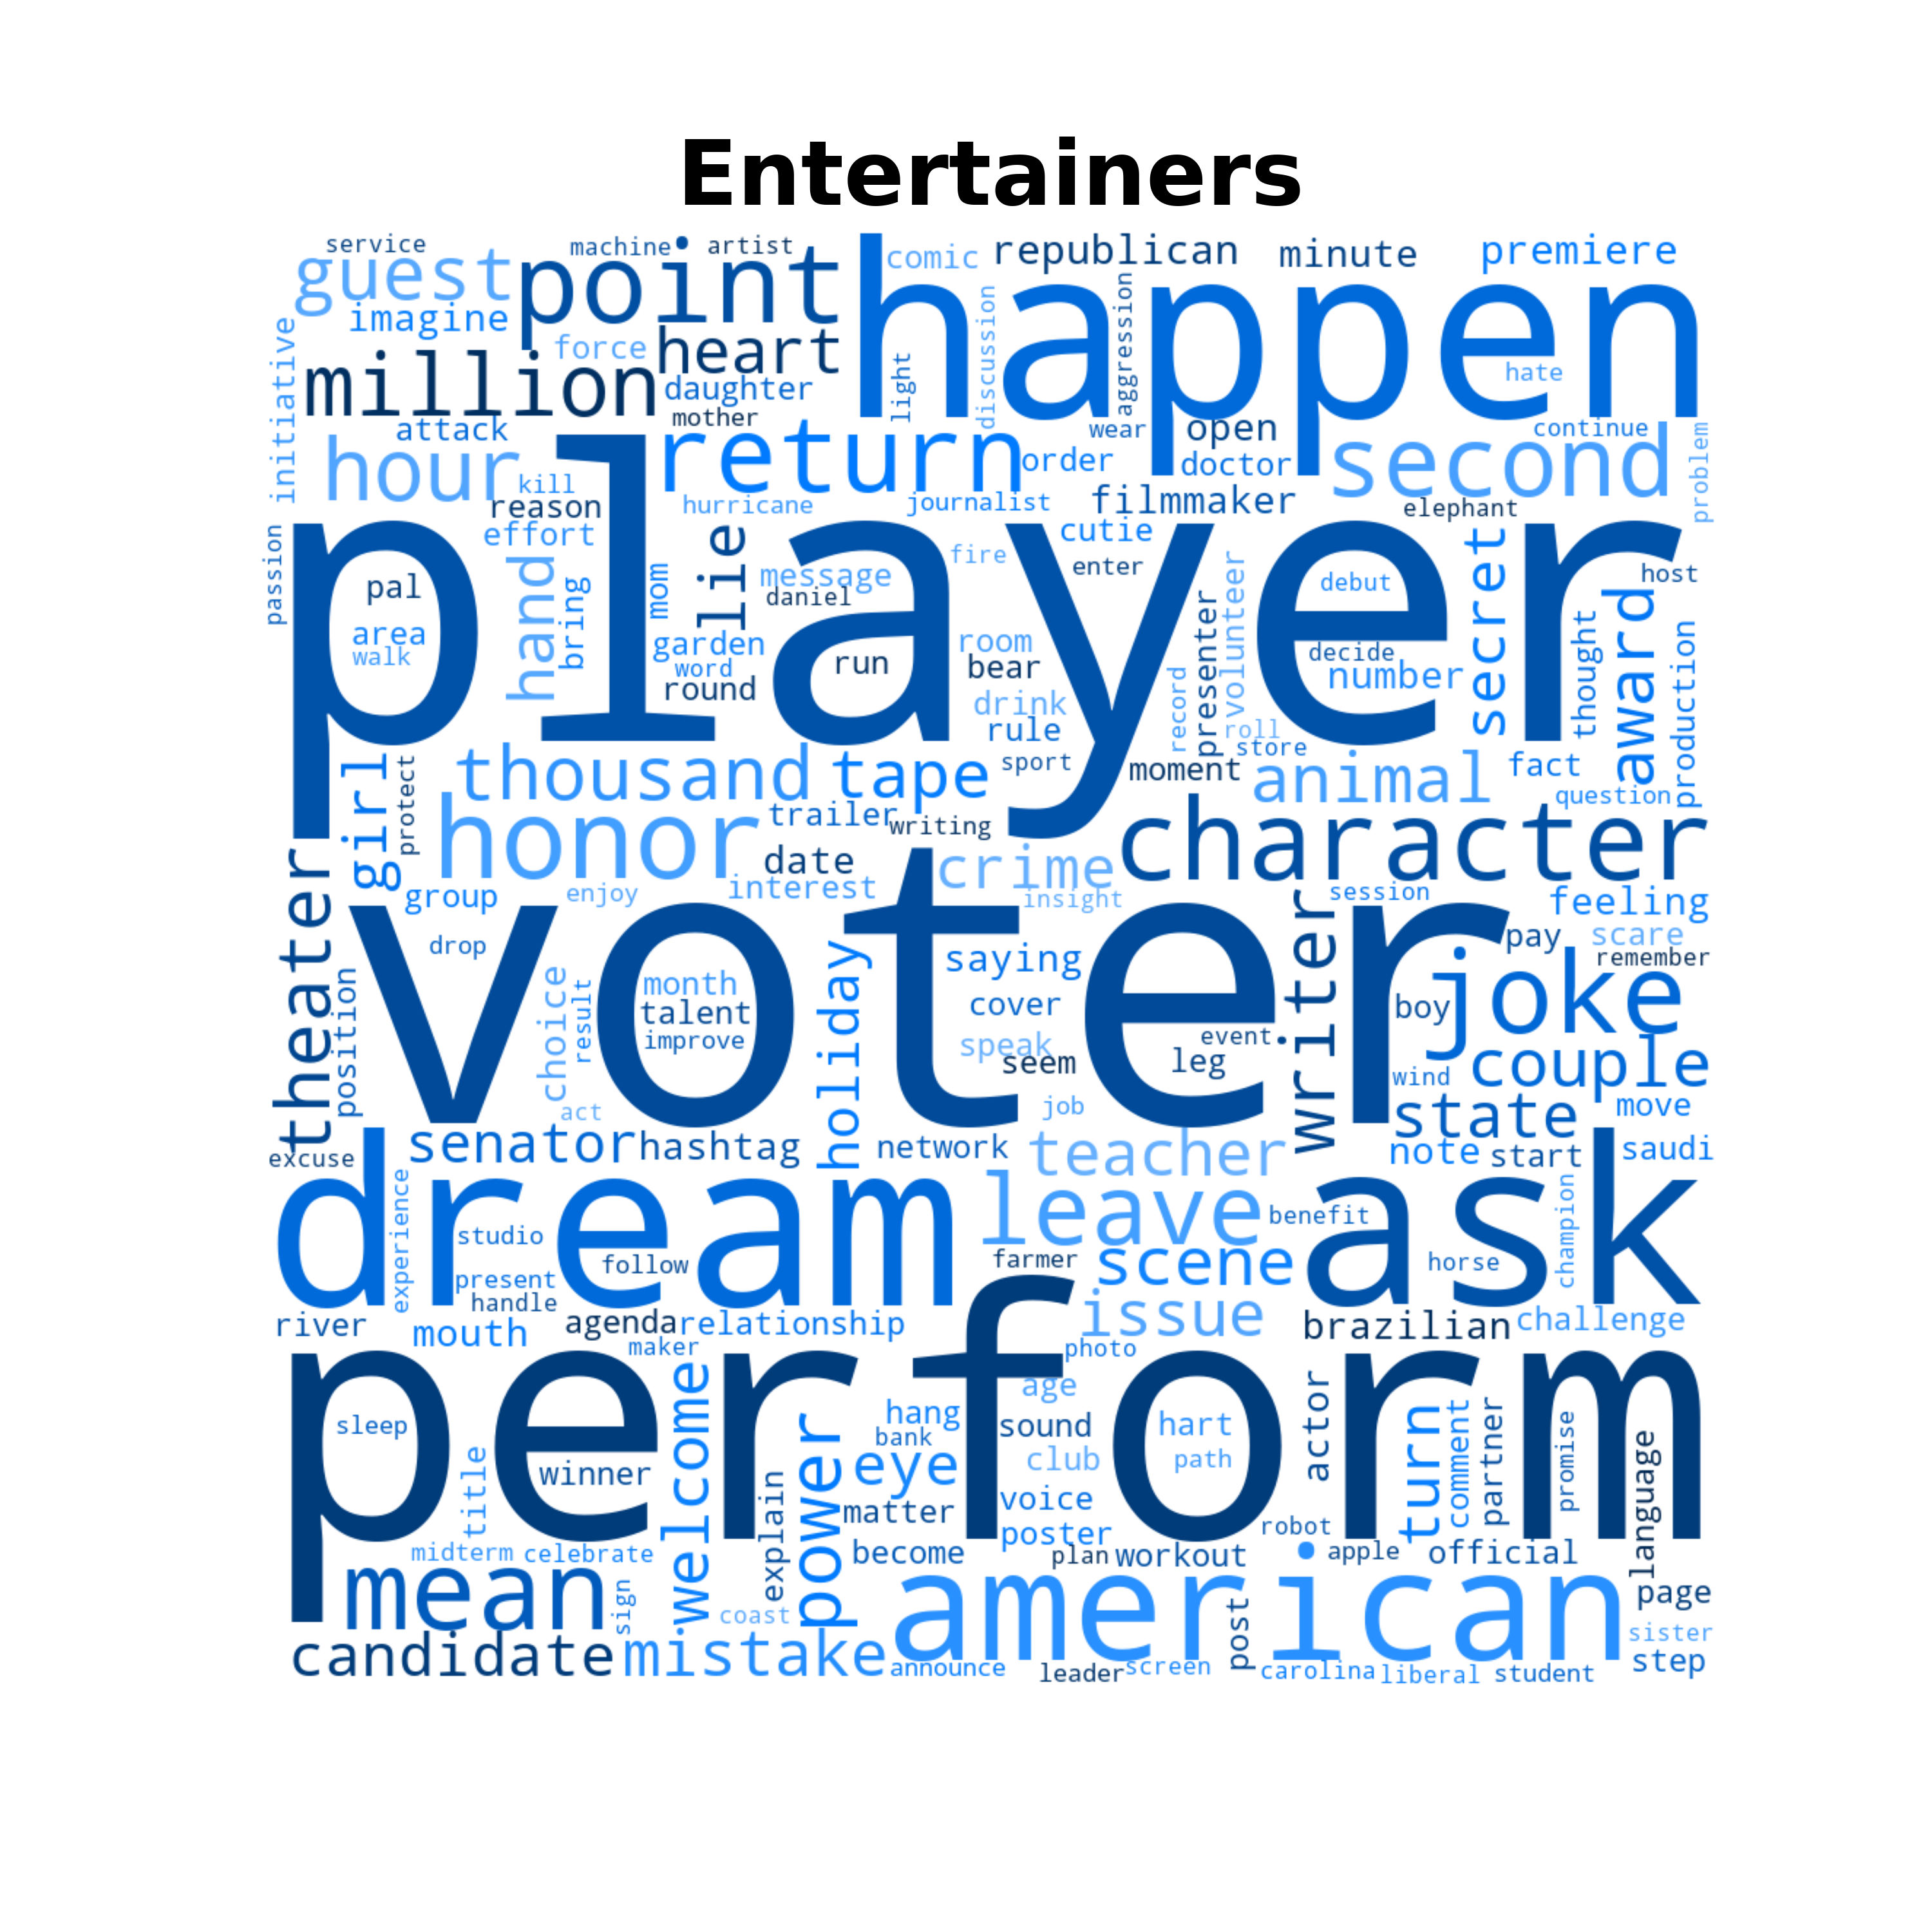 Entertainers
service
machine
artist
guest
point
happen
comic
republican
minute
premiere
imagine
force
heart
initiative
million
daughter
light
discussion
aggression
hate
mother
attack
return
wear
open
continue
hour
order
doctor
second
problem
kill
reason
hurricane
journalist
filmmaker
elephant
effort
player
passion
pal
hand
bring
mom
lie
message
daniel
fire
cutie
enter
debut
secret
host
area
walk
garden
word
round
run
room
bear
drink
rule
record
presenter
volunteer
roll
decide
number
thought
award
production
store
girl
protect
thousand
tape
sport
moment
animal
fact
question
honor
trailer
writing
character
date
crime
theater
group
enjoy
interest
insight
session
feeling
voter
drop
position
choice
result
month
talent
improve
holiday
saying
cover
speak
seem
event
leg
writer
pay
scare
remember
boy
joke
wind
couple
act
job
state
move
excuse
senator
hashtag
network
teacher
note
start
saudi
dream
experience
studio
present
handle
follow
leave
benefit
ask
horse
champion
farmer
scene
river
mouth
agenda
relationship
issue
brazilian
challenge
maker
photo
perform
sleep
title
winner
welcome
explain
power
hang
bank
eye
matter
age
sound
club
voice
poster
hart
path
actor
turn
comment
partner
promise
language
robot
midterm
celebrate
become
plan
workout
apple
official
mean
sign
coast
american
post
page
candidate
mistake
announce
leader
screen
carolina
liberal
student
sister
step